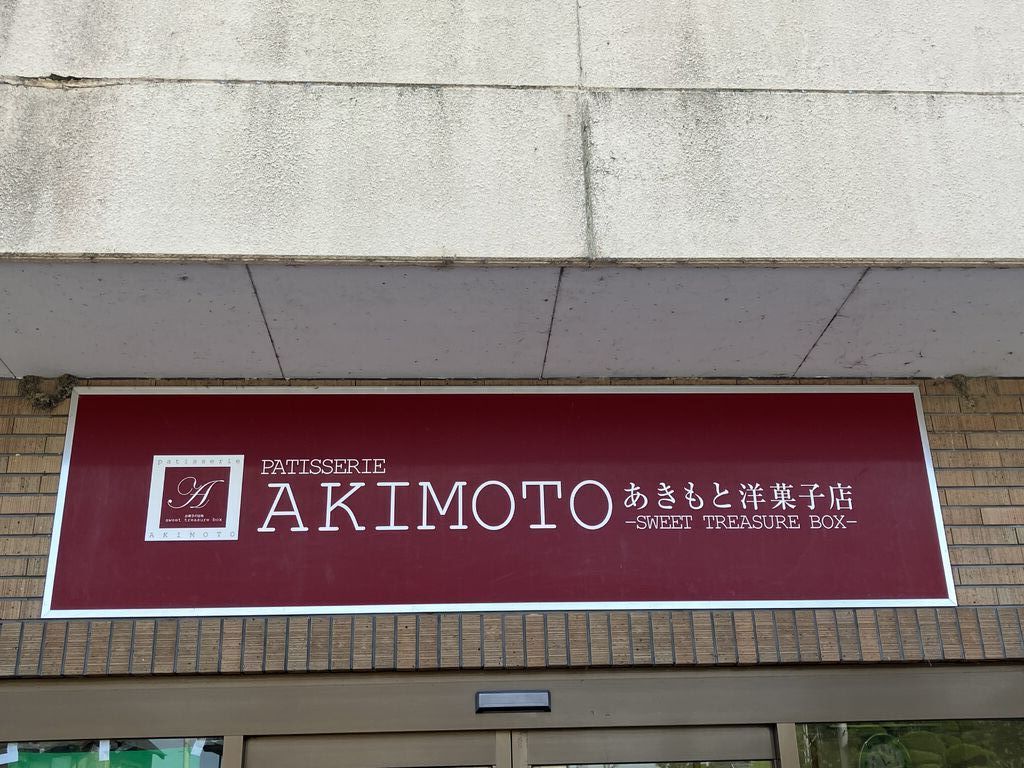 patisserie
A
sweet treasure box
AKIMOTO
PATISSERIE
AKIMOTO
あきもと洋菓子店
-SWEET TREASURE BOX-